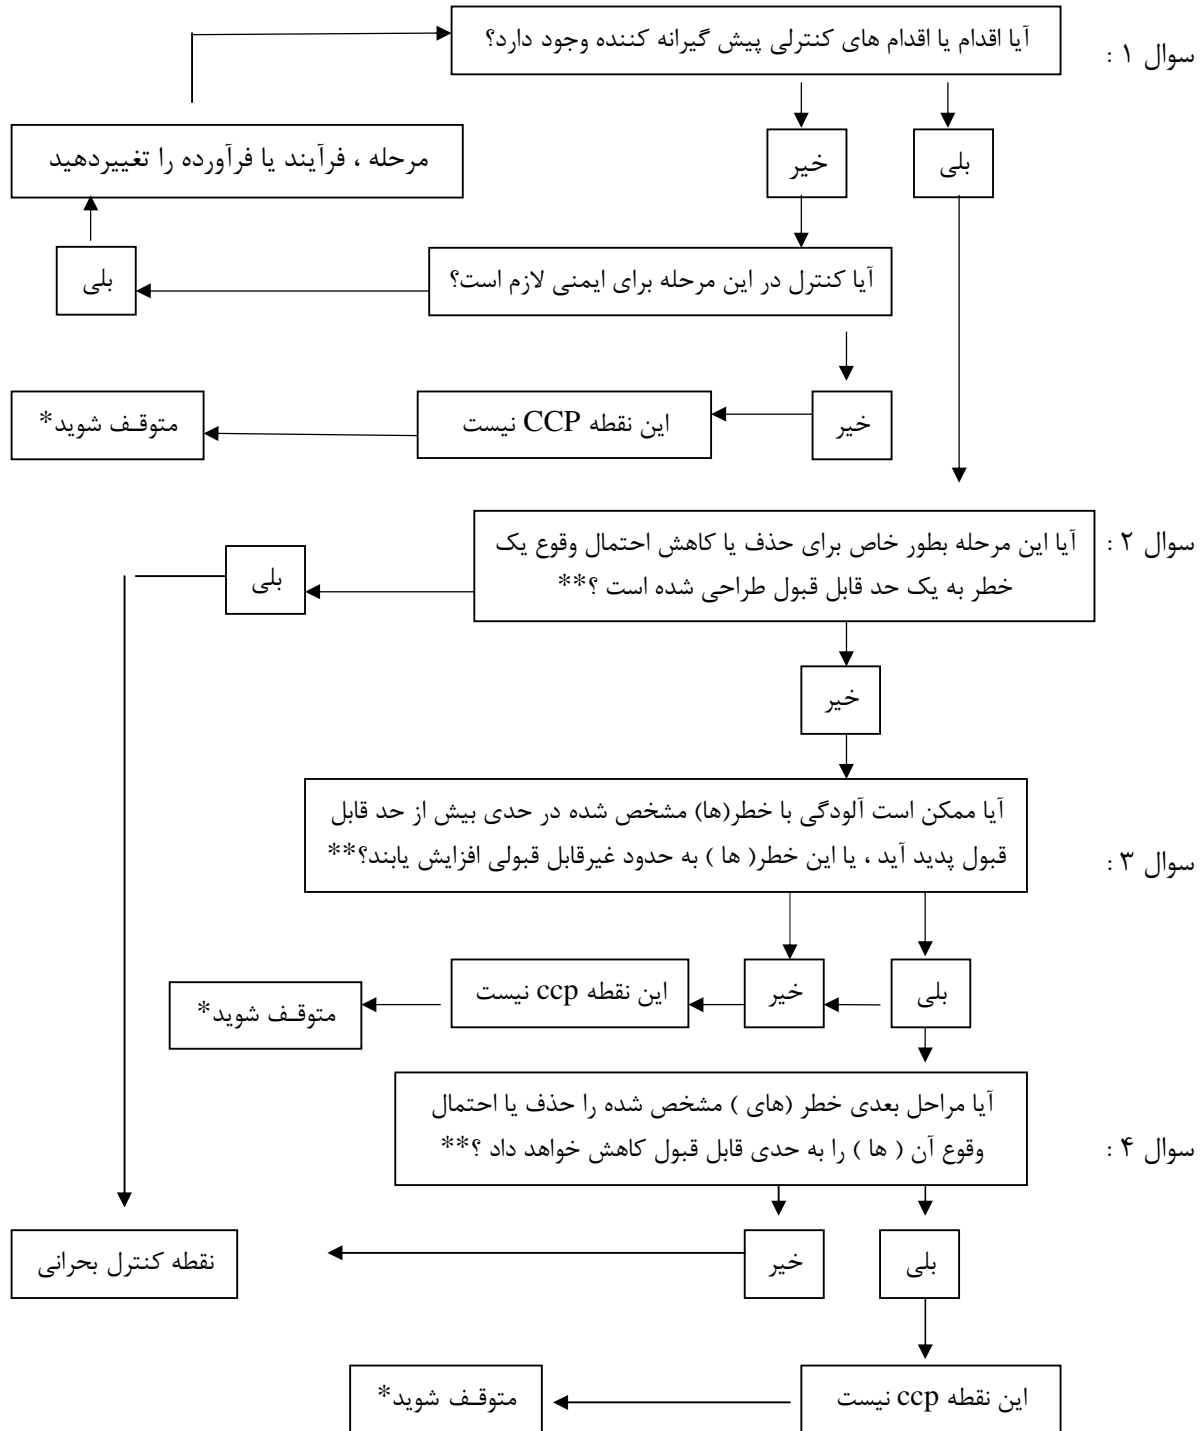 سوال ۱ :
آیا اقدام یا اقدام های کنترلی پیش گیرانه کننده وجود دارد؟
بلی
خیر
مرحله ، فرآیند یا فرآورده را تغییردهید
آیا کنترل در این مرحله برای ایمنی لازم است؟
بلی
خیر
این نقطه CCP نیست
متوقف شوید*
سوال ۲ :
آیا این مرحله بطور خاص برای حذف یا کاهش احتمال وقوع یک
خطر به یک حد قابل قبول طراحی شده است ؟**
بلی
خیر
سوال ۳ :
آیا ممکن است آلودگی با خطر(ها) مشخص شده در حدی بیش از حد قابل
قبول پدید آید ، یا این خطر( ها ) به حدود غیرقابل قبولی افزایش یابند؟**
بلی
خیر
این نقطه ccp نیست
متوقف شوید*
سوال ۴ :
آیا مراحل بعدی خطر (های ) مشخص شده را حذف یا احتمال
وقوع آن ( ها ) را به حدی قابل قبول کاهش خواهد داد ؟**
بلی
خیر
نقطه کنترل بحرانی
این نقطه ccp نیست
متوقف شوید*